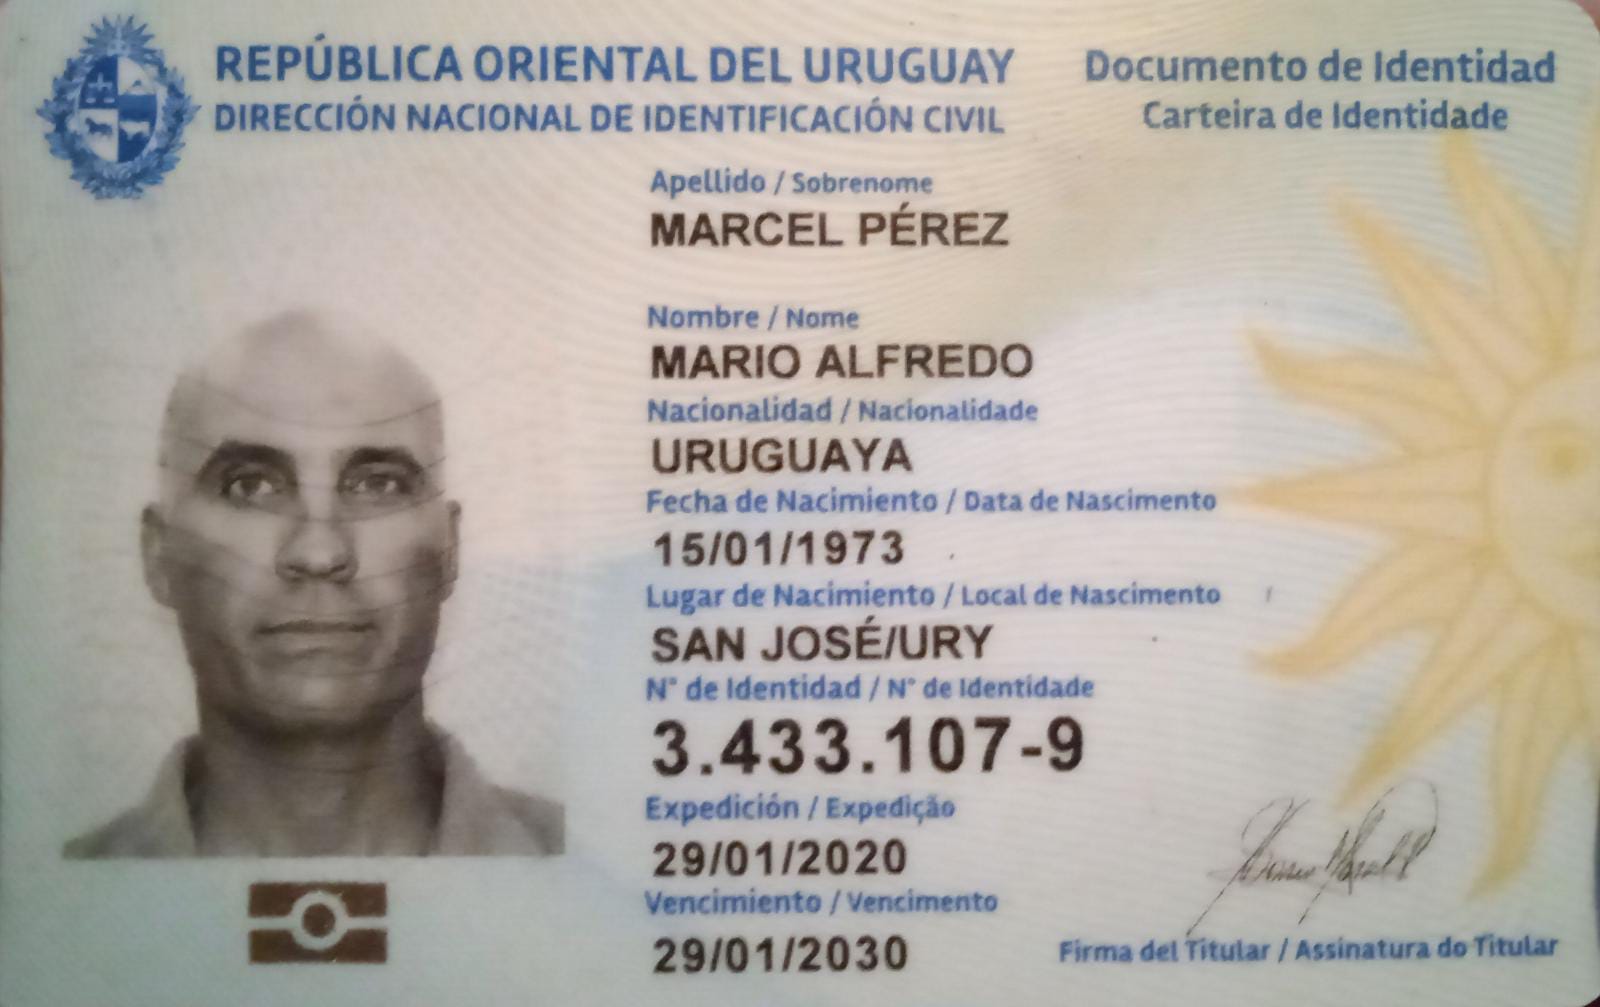 REPÚBLICA ORIENTAL DEL URUGUAY
DIRECCIÓN NACIONAL DE IDENTIFICACIÓN CIVIL
Documento de Identidad
Carteira de Identidade
Apellido / Sobrenome
MARCEL PÉREZ
Nombre / Nome
MARIO ALFREDO
Nacionalidad / Nacionalidade
URUGUAYA
Fecha de Nacimiento / Data de Nascimento
15/01/1973
Lugar de Nacimiento / Local de Nascimento
SAN JOSÉ/URY
N° de Identidad / N° de Identidade
3.433.107-9
Expedición / Expedição
29/01/2020
Vencimiento / Vencimento
29/01/2030
Firma del Titular / Assinatura do Titular